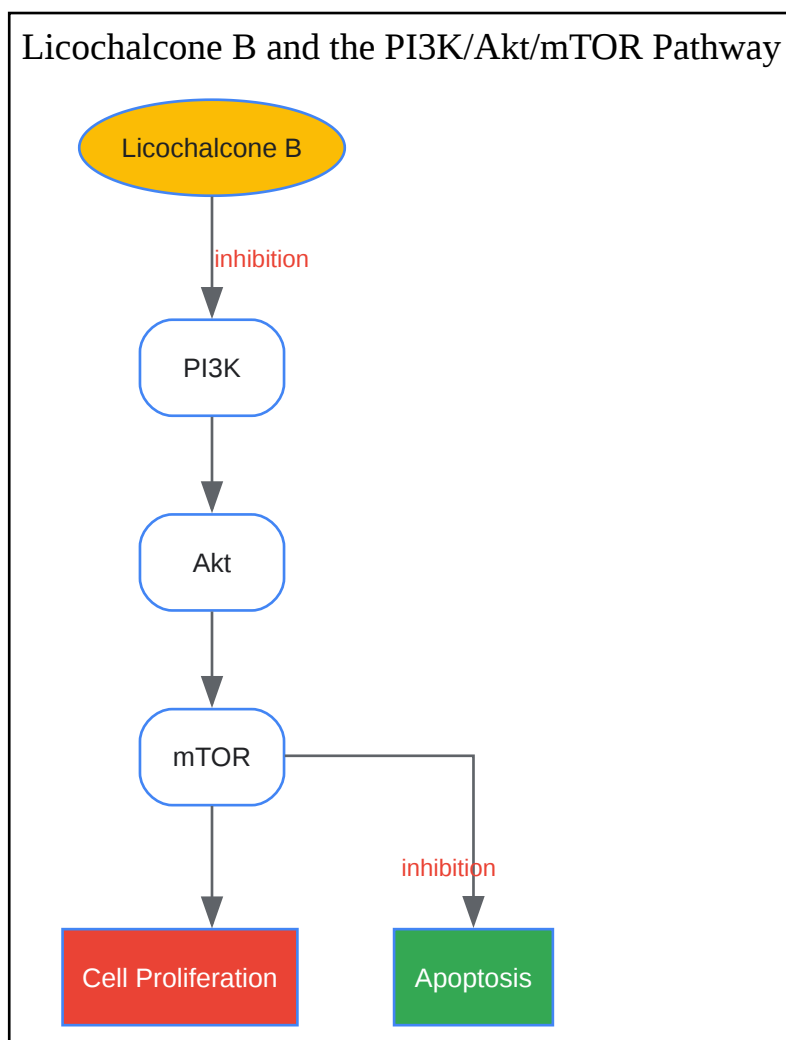 Licochalcone B and the PI3K/Akt/mTOR Pathway
Licochalcone B
inhibition
PI3K
Akt
mTOR
inhibition
Cell Proliferation
Apoptosis